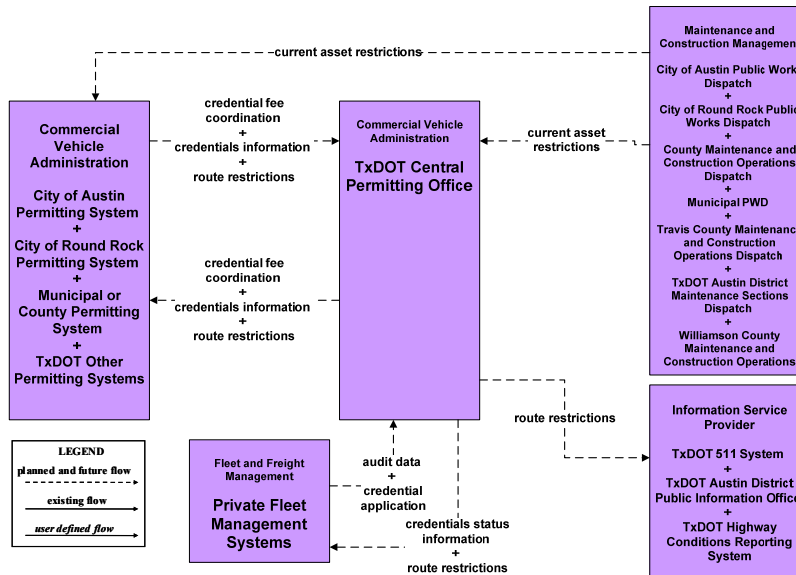 current asset restrictions
Commercial
Vehicle
Administration
City of Austin
Permitting System
+
City of Round Rock
Permitting System
+
Municipal or
County Permitting
System
+
TxDOT Other
Permitting Systems
credential fee
coordination
+
credentials information
+
route restrictions
credential fee
coordination
+
credentials information
+
route restrictions
Commercial Vehicle
Administration
TxDOT Central
Permitting Office
current asset
restrictions
Maintenance and
Construction Management
City of Austin Public Work
Dispatch
+
City of Round Rock Public
Works Dispatch
+
County Maintenance and
Construction Operations
Dispatch
+
Municipal PWD
+
Travis County Maintenanc
and Construction
Operations Dispatch
+
TxDOT Austin District
Maintenance Sections
Dispatch
+
Williamson County
Maintenance and
Construction Operations
route restrictions
Information Service
Provider
TxDOT 511 System
+
TxDOT Austin District
Public Information Office
+
TxDOT Highway
Conditions Reporting
System
Fleet and Freight
Management
Private Fleet
Management
Systems
audit data
+
credential
application
credentials status
information
+
route restrictions
LEGEND
planned and future flow
existing flow
user defined flow